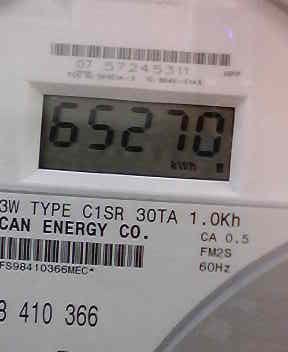 07 57245311
65270
kWh
3W TYPE C1SR 30TA 1.0Kh
CAN ENERGY CO.
CA 0.5
FM2S
60Hz
FS98410366MEC*
8 410 366